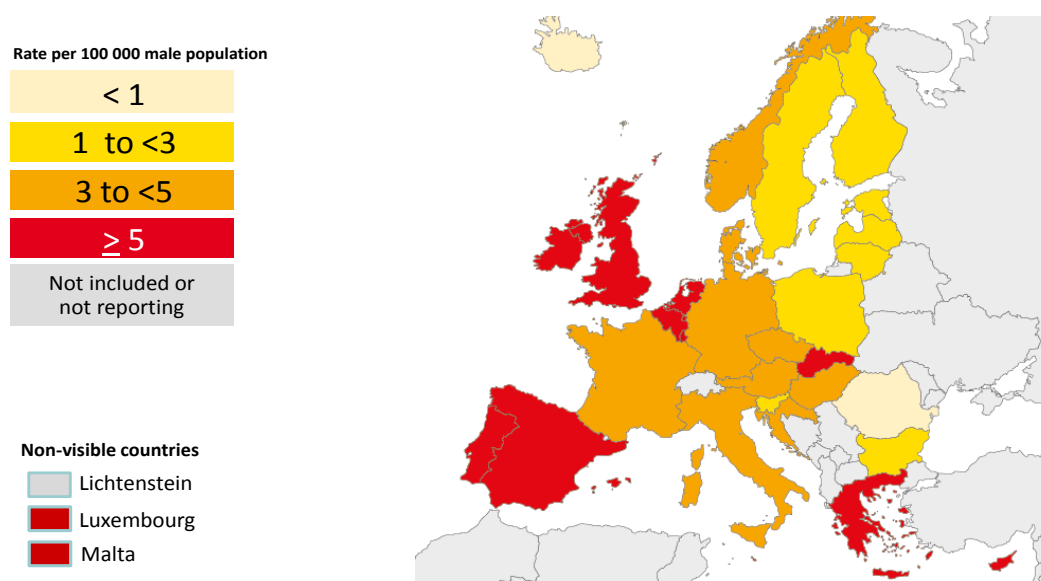 Rate per 100 000 male population
< 1
1 to <3
3 to <5
≥ 5
Not included or
not reporting
Non-visible countries
Lichtenstein
Luxembourg
Malta